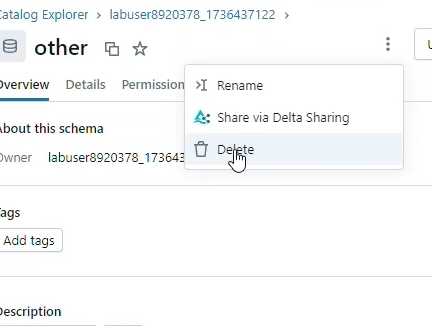 Catalog Explorer > labuser8920378_1736437122 >
other
Overview Details Permission
Rename
Share via Delta Sharing
Delete
About this schema
Owner labuser8920378_17364
Tags
Add tags
Description